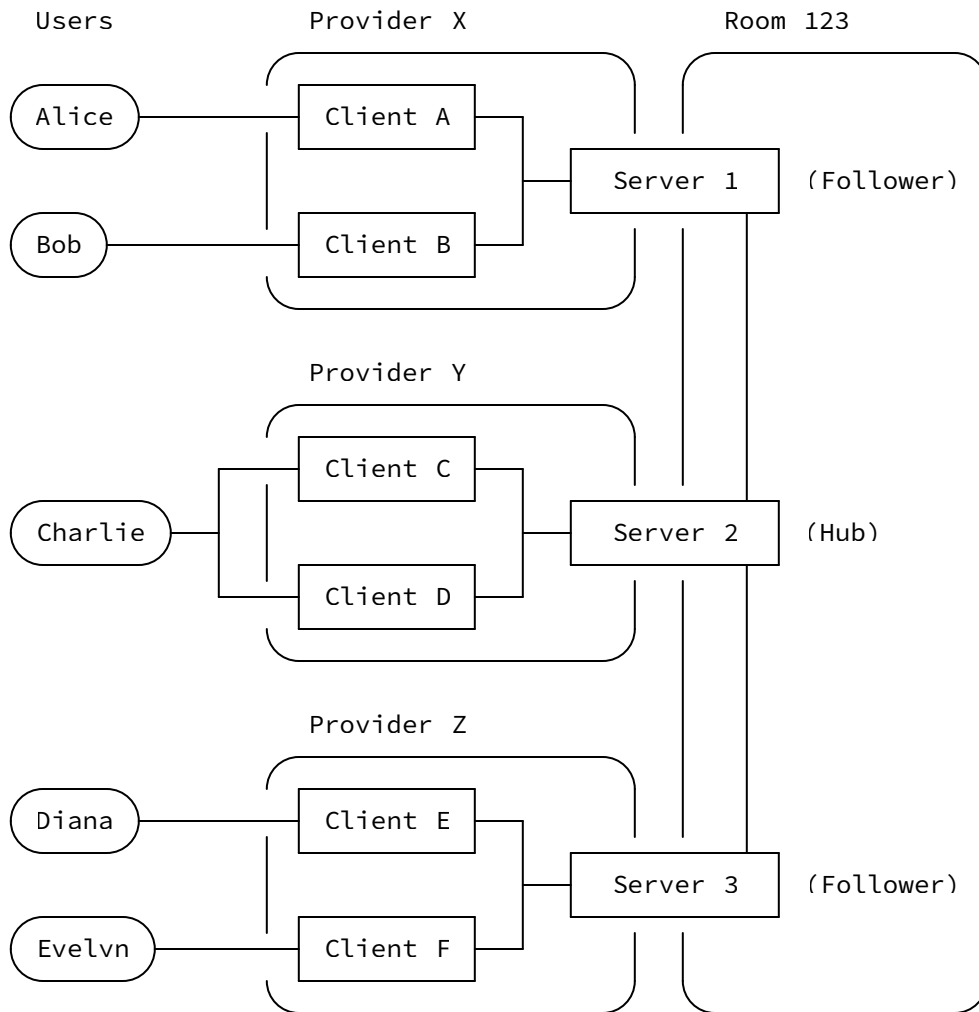 Users Provider X Room 123
Alice Client A
Server 1 (Follower)
Bob Client B
Provider Y
Client C
Charlie Server 2 (Hub)
Client D
Provider Z
Diana Client E
Server 3 (Follower)
Evelvn Client F